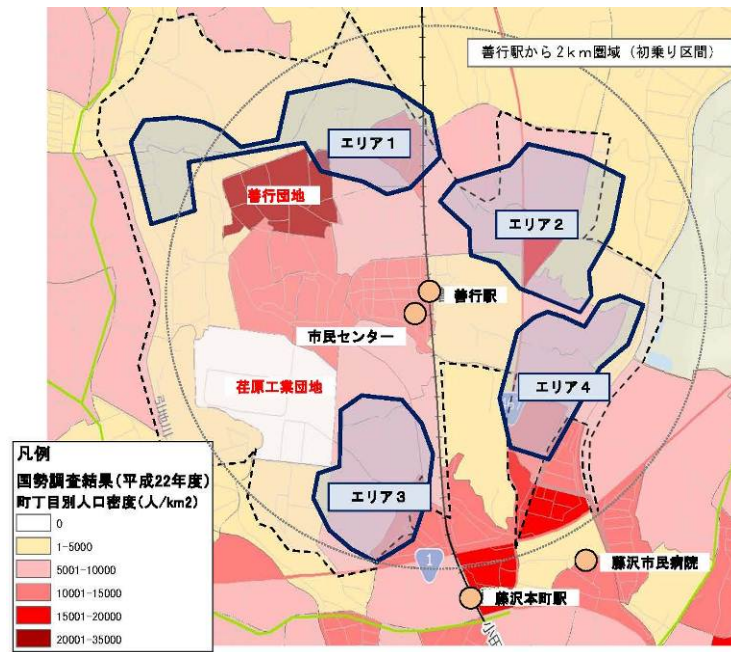 善行駅から2km圏域（初乗り区間）
エリア1
善行団地
エリア2
善行駅
市民センター
荏原工業団地
エリア4
引地川
エリア3
凡例
国勢調査結果(平成22年度)
町丁目別人口密度(人/km2)
0
1-5000
5001-10000
10001-15000
15001-20000
20001-35000
1
藤沢市民病院
藤沢本町駅
小田